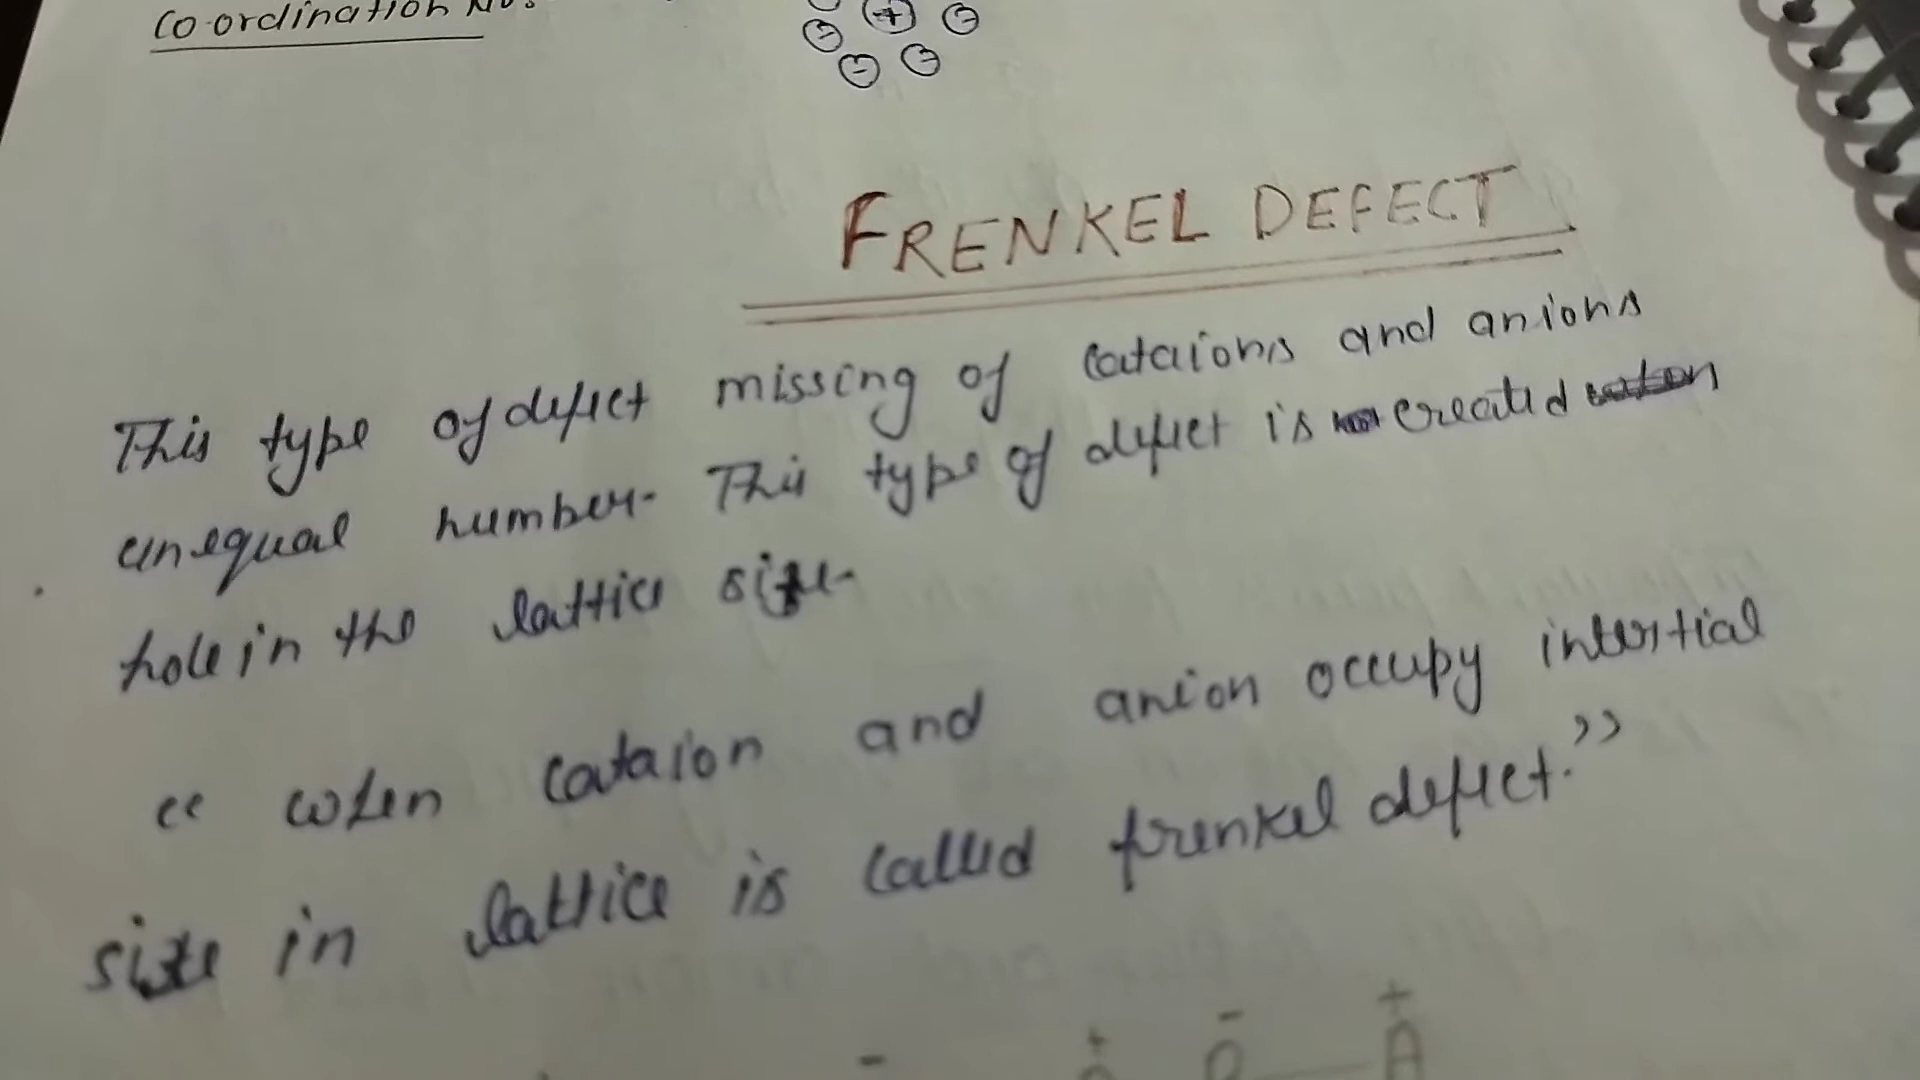 Co-ordination No.
FRENKEL DEFECT
This type of defect missing of cataions and anions
unequal number. This type of defect is created
hole in the lattice site.
“ when cataion and anion occupy interstial
site in lattice is called frenkel defect.”